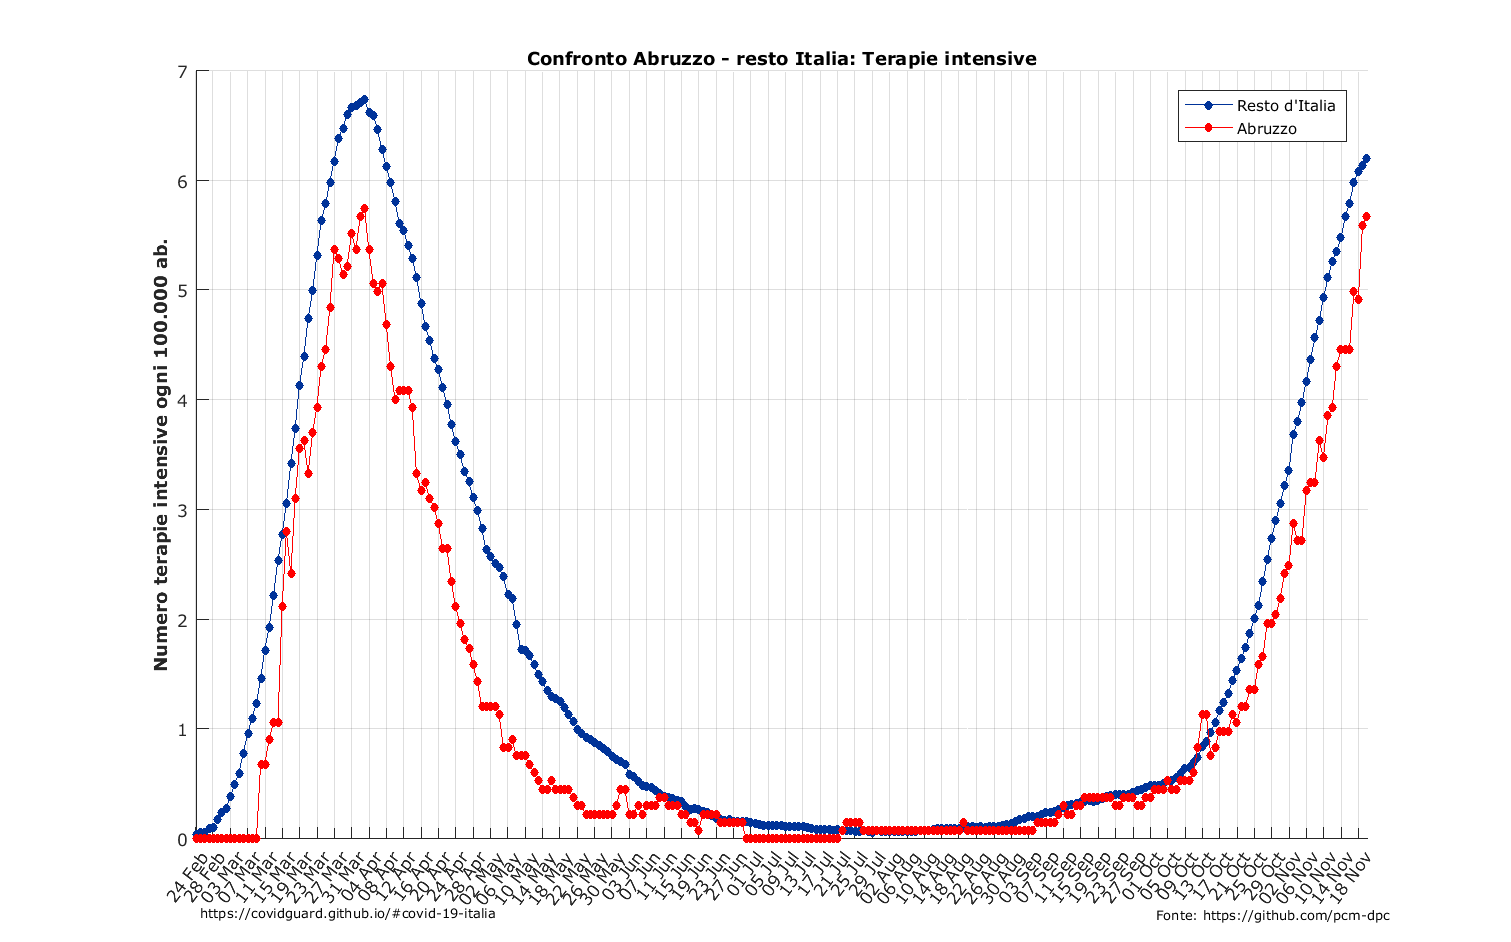 Confronto Abruzzo - resto Italia: Terapie intensive
Resto d'Italia
Abruzzo
Numero terapie intensive ogni 100.000 ab.
7
6
5
4
3
2
1
0
24 Feb
28 Feb
03 Mar
07 Mar
11 Mar
15 Mar
19 Mar
23 Mar
27 Mar
31 Mar
04 Apr
08 Apr
12 Apr
16 Apr
20 Apr
24 Apr
28 Apr
02 May
06 May
10 May
14 May
18 May
22 May
26 May
30 May
03 Jun
07 Jun
11 Jun
15 Jun
19 Jun
23 Jun
27 Jun
01 Jul
05 Jul
09 Jul
13 Jul
17 Jul
21 Jul
25 Jul
29 Jul
02 Aug
06 Aug
10 Aug
14 Aug
18 Aug
22 Aug
26 Aug
30 Aug
03 Sep
07 Sep
11 Sep
15 Sep
19 Sep
23 Sep
27 Sep
01 Oct
05 Oct
09 Oct
13 Oct
17 Oct
21 Oct
25 Oct
29 Oct
02 Nov
06 Nov
10 Nov
14 Nov
18 Nov
https://covidguard.github.io/#covid-19-italia
Fonte: https://github.com/pcm-dpc